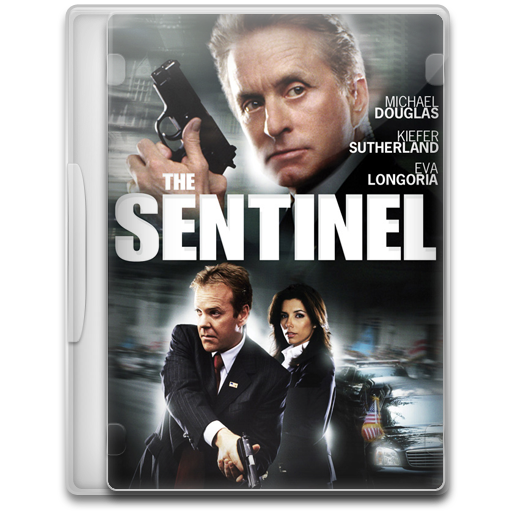 MICHAEL
DOUGLAS
KIEFER
SUTHERLAND
EVA
LONGORIA
THE
SENTINEL